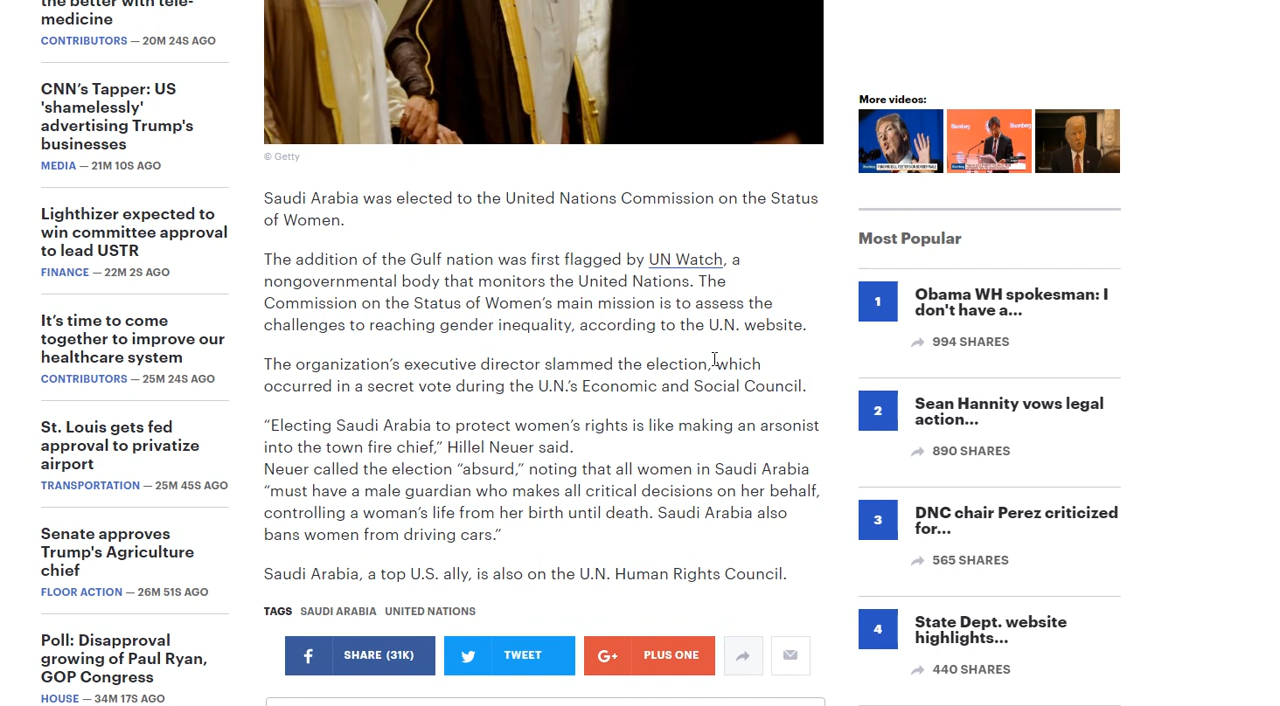 the better with tele-
medicine
CONTRIBUTORS — 20M 24S AGO
CNN’s Tapper: US
'shamelessly'
advertising Trump's
businesses
MEDIA — 21M 10S AGO
Lighthizer expected to
win committee approval
to lead USTR
FINANCE — 22M 2S AGO
It’s time to come
together to improve our
healthcare system
CONTRIBUTORS — 25M 24S AGO
St. Louis gets fed
approval to privatize
airport
TRANSPORTATION — 25M 45S AGO
Senate approves
Trump's Agriculture
chief
FLOOR ACTION — 26M 51S AGO
Poll: Disapproval
growing of Paul Ryan,
GOP Congress
HOUSE — 34M 17S AGO
© Getty
Saudi Arabia was elected to the United Nations Commission on the Status
of Women.
The addition of the Gulf nation was first flagged by UN Watch, a
nongovernmental body that monitors the United Nations. The
Commission on the Status of Women’s main mission is to assess the
challenges to reaching gender inequality, according to the U.N. website.
The organization’s executive director slammed the election, which
occurred in a secret vote during the U.N.’s Economic and Social Council.
“Electing Saudi Arabia to protect women’s rights is like making an arsonist
into the town fire chief,” Hillel Neuer said.
Neuer called the election “absurd,” noting that all women in Saudi Arabia
“must have a male guardian who makes all critical decisions on her behalf,
controlling a woman’s life from her birth until death. Saudi Arabia also
bans women from driving cars.”
Saudi Arabia, a top U.S. ally, is also on the U.N. Human Rights Council.
TAGS SAUDI ARABIA UNITED NATIONS
SHARE (31K)
TWEET
G+ PLUS ONE
More videos:
Bloomberg
Bloomberg
Most Popular
1
Obama WH spokesman: I
don't have a...
994 SHARES
2
Sean Hannity vows legal
action...
890 SHARES
3
DNC chair Perez criticized
for...
565 SHARES
4
State Dept. website
highlights...
440 SHARES